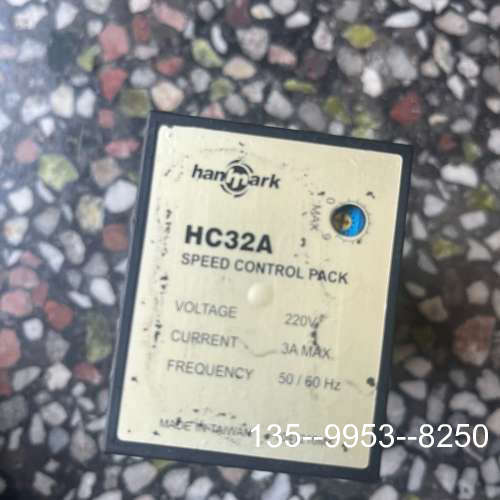 hanmark
0
MAX
HC32A
SPEED CONTROL PACK
VOLTAGE 220V
CURRENT 3A MAX.
FREQUENCY 50 / 60 Hz
MADE IN TAIWAN
135--9953--8250